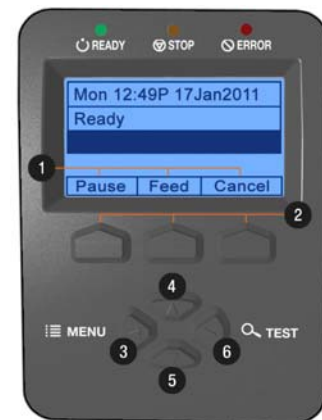 READY STOP ERROR
Mon 12:49P 17Jan2011
Ready
1
Pause Feed Cancel
2
4
MENU TEST
3 6
5